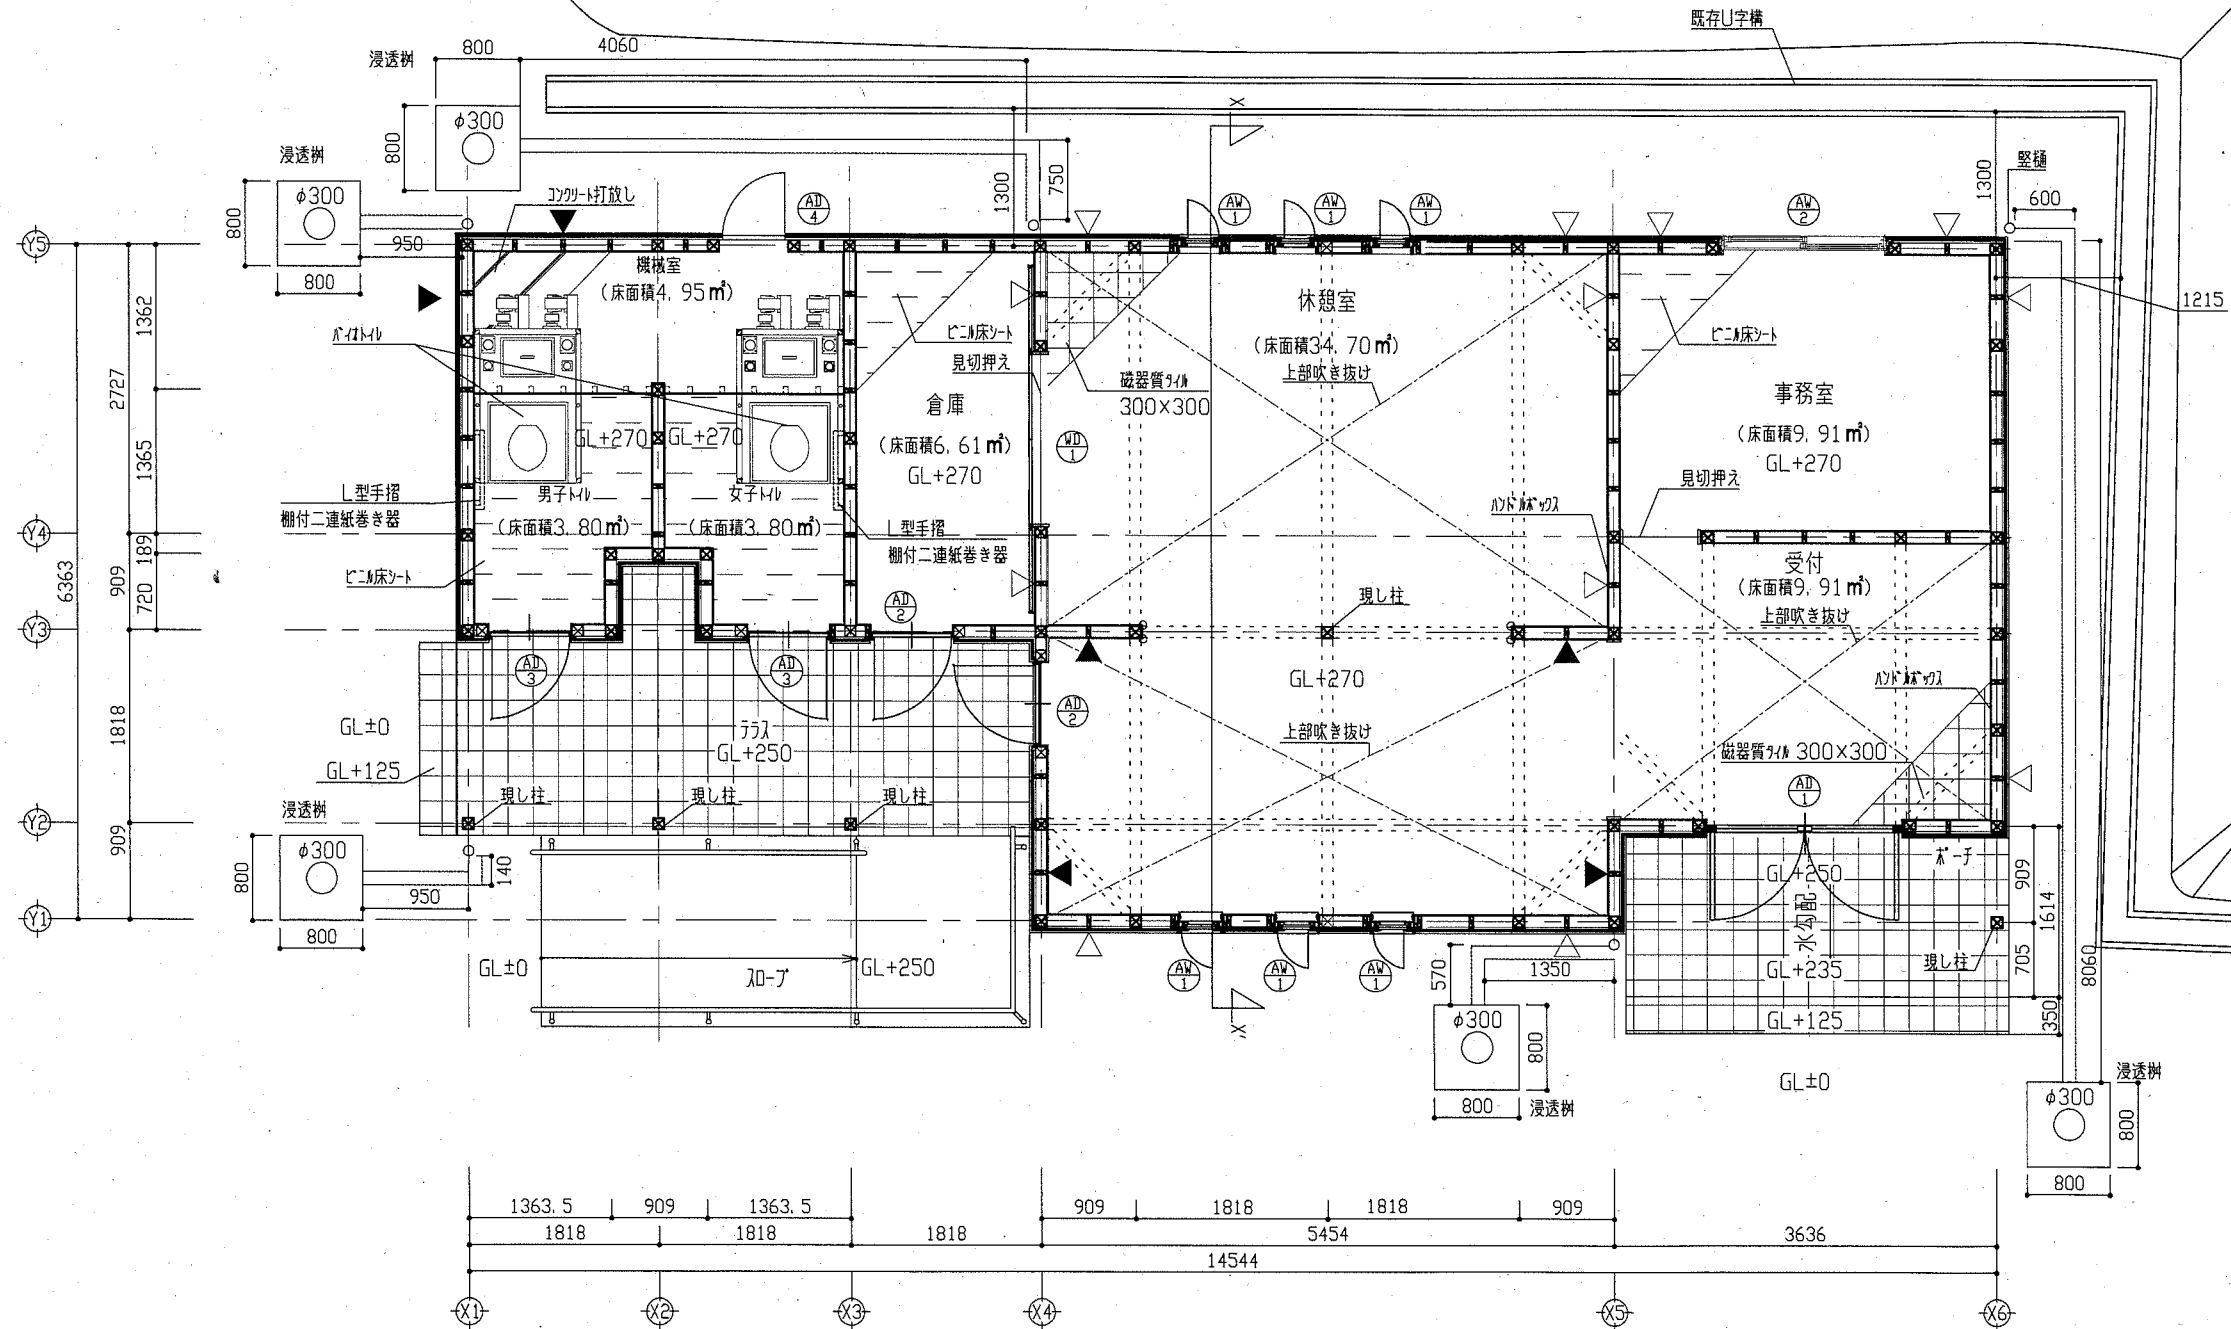 既存U字構
800
4060
浸透桝
φ300
800
浸透桝
φ300
800
800
コンクリート打放し
950
AD
4
1300
750
AW
1
AW
1
AW
1
AW
2
1300
竪樋
600
1215
Y5
機械室
(床面積4.95㎡)
バイオトイレ
ビニル床シート
見切押え
倉庫
(床面積6.61㎡)
GL+270
磁器質タイル
300×300
休憩室
(床面積34.70㎡)
上部吹き抜け
ビニル床シート
事務室
(床面積9.91㎡)
GL+270
見切押え
1362
2727
1365
GL+270
GL+270
WD
1
L型手摺
棚付二連紙巻き器
男子トイレ
(床面積3.80㎡)
女子トイレ
(床面積3.80㎡)
L型手摺
棚付二連紙巻き器
ハンドルボックス
Y4
189
909
720
6363
ビニル床シート
AD
2
現し柱
受付
(床面積9.91㎡)
上部吹き抜け
Y3
AD
3
AD
3
GL+270
ハンドルボックス
1818
GL±0
GL+125
テラス
GL+250
AD
2
上部吹き抜け
磁器質タイル 300×300
AD
1
現し柱
現し柱
現し柱
浸透桝
Y2
909
φ300
800
140
950
800
Y1
ポーチ
GL+250
水勾配
GL+235
現し柱
GL+125
909
1614
705
350
8060
GL±0
スロープ
GL+250
AW
1
AW
1
AW
1
X
X'
570
1350
φ300
800
800
浸透桝
GL±0
浸透桝
φ300
800
800
1363.5
909
1363.5
909
1818
1818
909
1818
1818
1818
5454
3636
14544
X1
X2
X3
X4
X5
X6